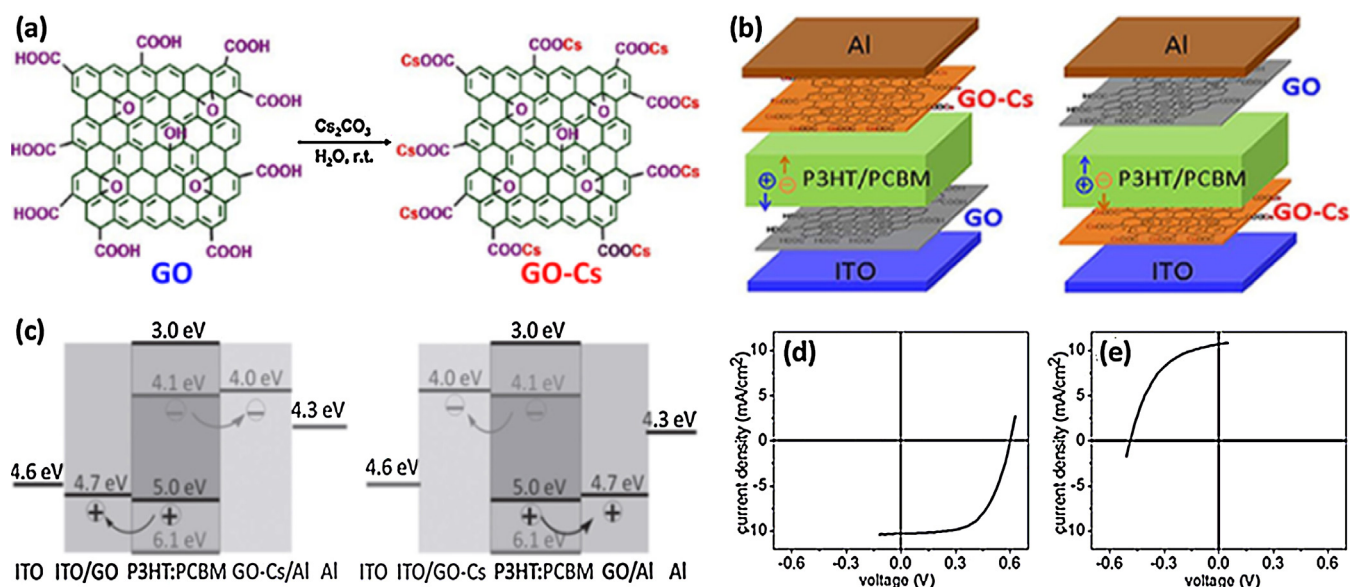 (a)
COOH
COOH
HOOC
COOH
HOOC
COOH
O
O
OH
HOOC
COOH
O
O
HOOC
COOH
HOOC
COOH
COOH
GO
Cs2CO3
H2O, r.t.
COOCs
COOCs
CsOOC
COOCs
CsOOC
COOCs
O
O
OH
CsOOC
COOCs
O
O
CsOOC
COOCs
CsOOC
COOCs
COOCs
GO-Cs
(b)
Al
GO-Cs
P3HT/PCBM
GO
ITO
Al
GO
P3HT/PCBM
GO-Cs
ITO
(c)
3.0 eV
4.1 eV
4.0 eV
4.3 eV
4.6 eV
4.7 eV
5.0 eV
6.1 eV
ITO ITO/GO P3HT:PCBM GO-Cs/Al Al
3.0 eV
4.0 eV
4.1 eV
4.3 eV
4.6 eV
5.0 eV
4.7 eV
6.1 eV
ITO ITO/GO-Cs P3HT:PCBM GO/Al Al
(d)
current density (mA/cm2)
10
5
0
-5
-10
-0.6 -0.3 0.0 0.3 0.6
voltage (V)
(e)
current density (mA/cm2)
10
5
0
-5
-10
-0.6 -0.3 0.0 0.3 0.6
voltage (V)